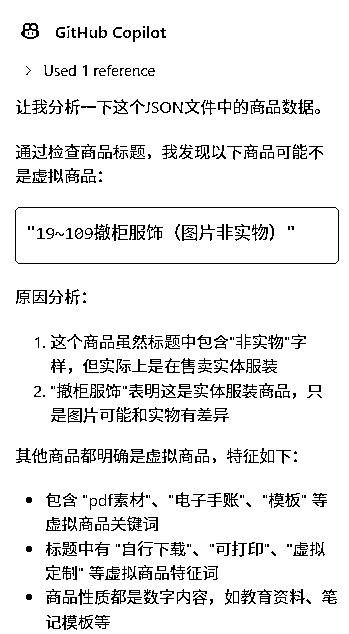 GitHub Copilot
Used 1 reference
让我分析一下这个JSON文件中的商品数据。
通过检查商品标题，我发现以下商品可能不
是虚拟商品：
"19~109撤柜服饰（图片非实物）"
原因分析：
1. 这个商品虽然标题中包含"非实物"字
样，但实际上是在售卖实体服装
2. "撤柜服饰"表明这是实体服装商品，只
是图片可能和实物有差异
其他商品都明确是虚拟商品，特征如下：
• 包含 "pdf素材"、"电子手账"、"模板" 等
虚拟商品关键词
• 标题中有 "自行下载"、"可打印"、"虚拟
定制" 等虚拟商品特征词
• 商品性质都是数字内容，如教育资料、笔
记模板等